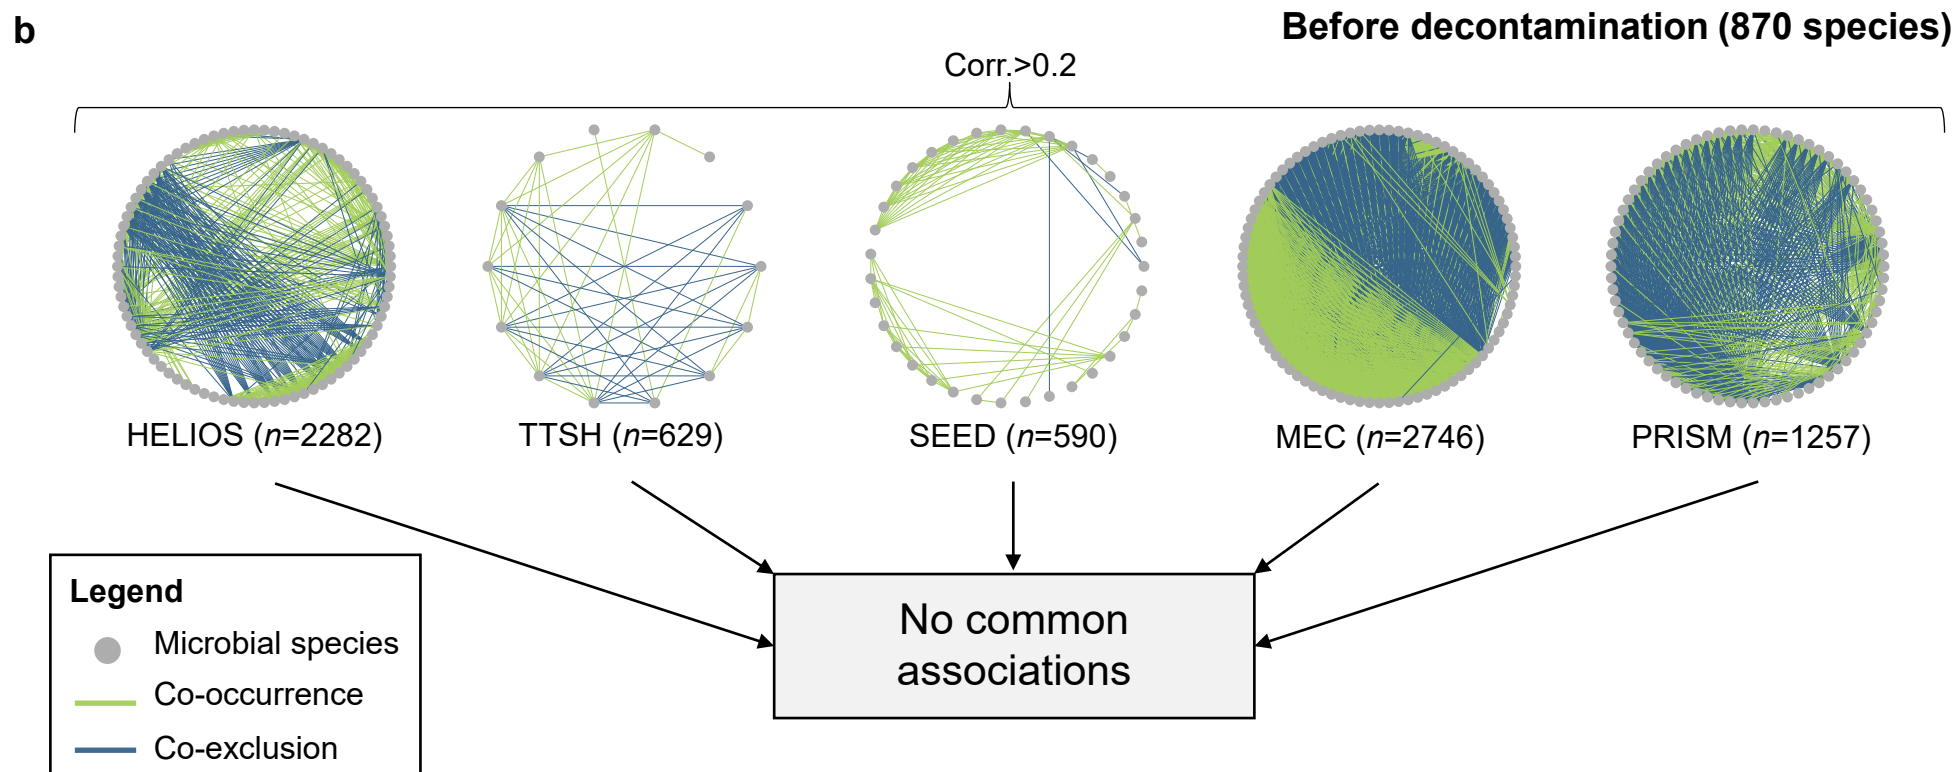 b
Before decontamination (870 species)
Corr.>0.2
HELIOS (n=2282)
TTSH (n=629)
SEED (n=590)
MEC (n=2746)
PRISM (n=1257)
No common
associations
Legend
Microbial species
Co-occurrence
Co-exclusion